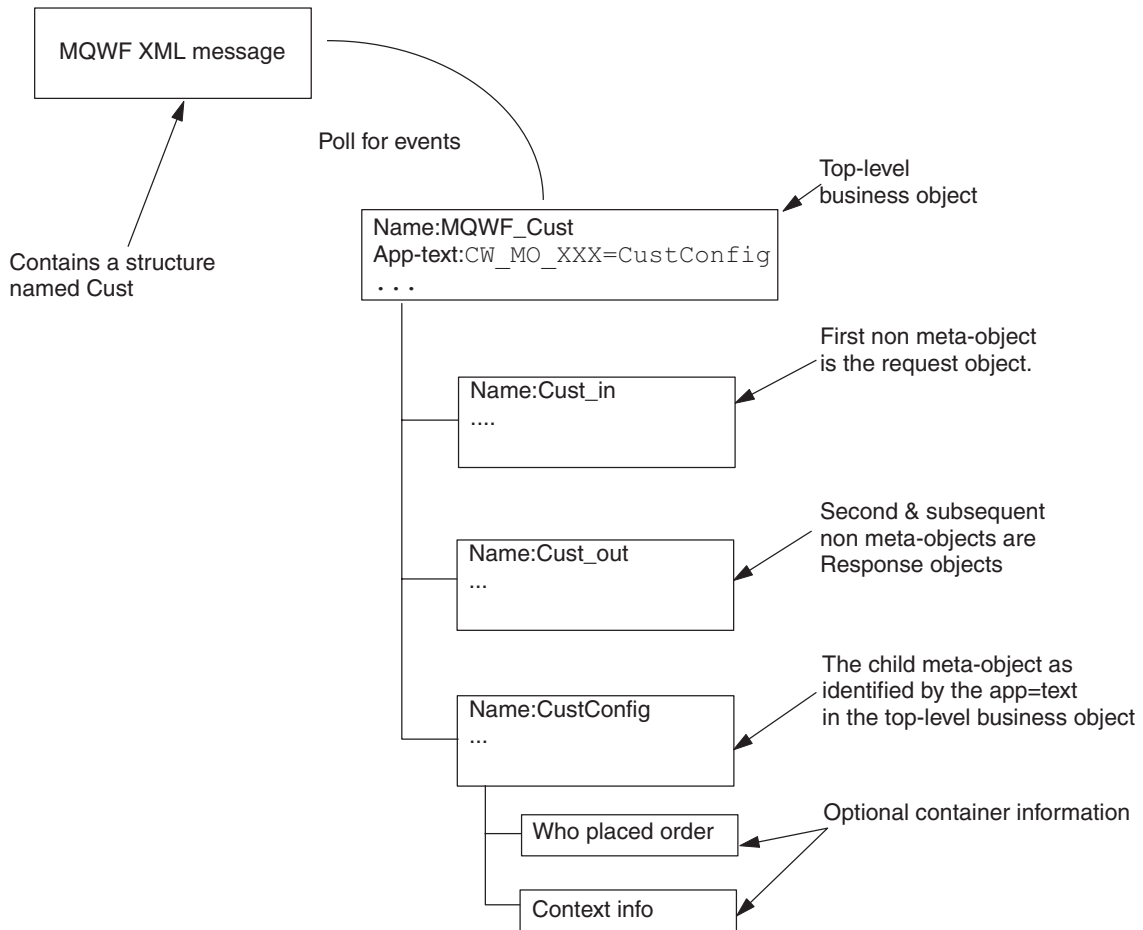 MQWF XML message
Poll for events
Top-level
business object
Name:MQWF_Cust
App-text:CW_MO_XXX=CustConfig
...
Contains a structure
named Cust
First non meta-object
is the request object.
Name:Cust_in
....
Second & subsequent
non meta-objects are
Response objects
Name:Cust_out
...
The child meta-object as
identified by the app=text
in the top-level business object
Name:CustConfig
...
Optional container information
Who placed order
Context info